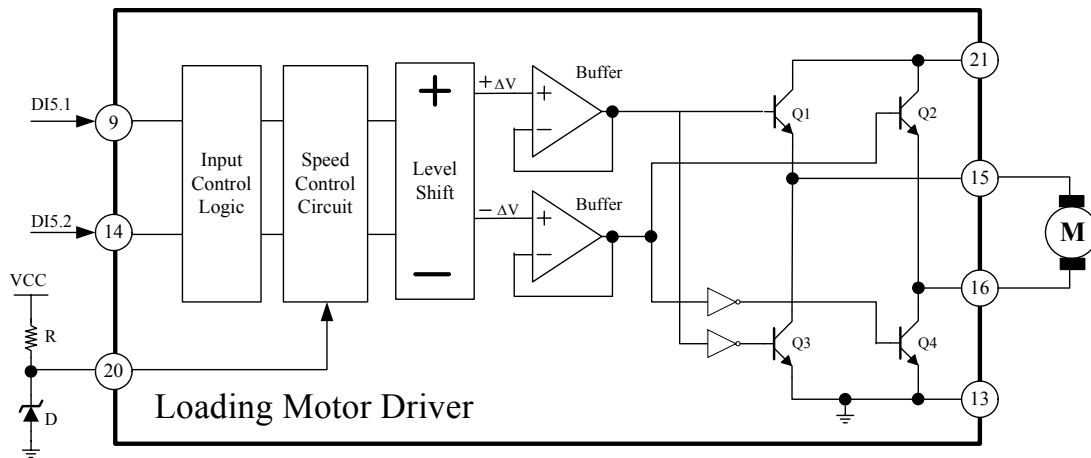 DI5.1
9
DI5.2
14
VCC
R
20
D
Input
Control
Logic
Speed
Control
Circuit
+
Level
Shift
−
+ ΔV
− ΔV
Buffer
+
−
Buffer
+
−
Q1
Q2
Q3
Q4
21
15
16
13
M
Loading Motor Driver